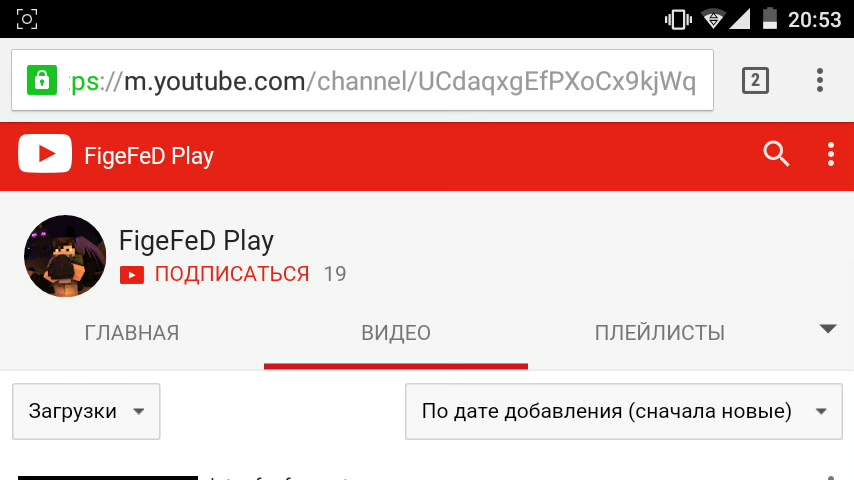 20:53
ps://m.youtube.com/channel/UCdaqxgEfPXoCx9kjWq
2
FigeFeD Play
FigeFeD Play
ПОДПИСАТЬСЯ 19
ГЛАВНАЯ ВИДЕО ПЛЕЙЛИСТЫ
Загрузки По дате добавления (сначала новые)